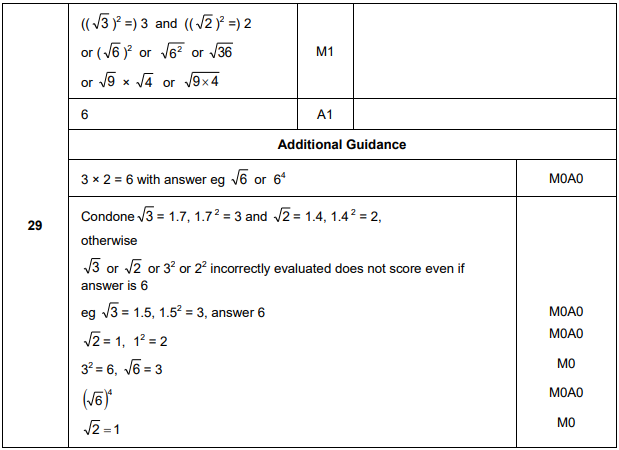 ((√3)² =) 3 and ((√2)² =) 2
or (√6)² or √6² or √36
or √9 × √4 or √9×4
M1
6
A1
Additional Guidance
3 × 2 = 6 with answer eg √6 or 6⁴
M0A0
29
Condone √3 = 1.7, 1.7² = 3 and √2 = 1.4, 1.4² = 2,
otherwise
√3 or √2 or 3² or 2² incorrectly evaluated does not score even if
answer is 6
eg √3 = 1.5, 1.5² = 3, answer 6
M0A0
√2 = 1, 1² = 2
M0A0
3² = 6, √6 = 3
M0
(√6)⁴
M0A0
√2 = 1
M0